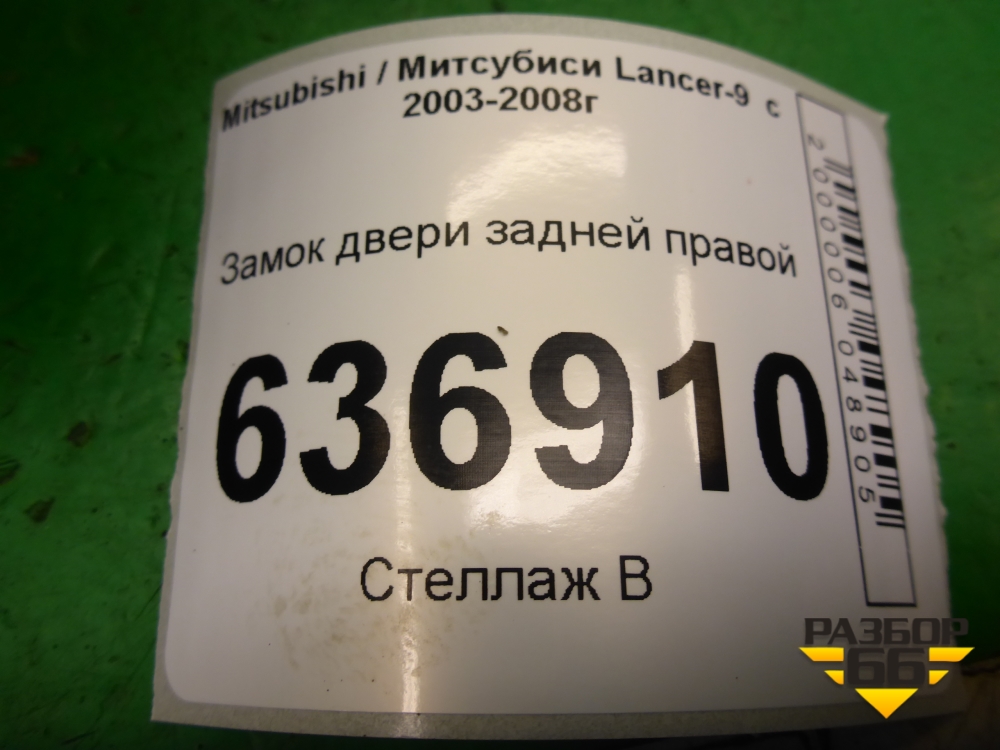 Mitsubishi / Митсубиси Lancer-9 с
2003-2008г
Замок двери задней правой
636910
Стеллаж В
2000006048905
РАЗБОР
66